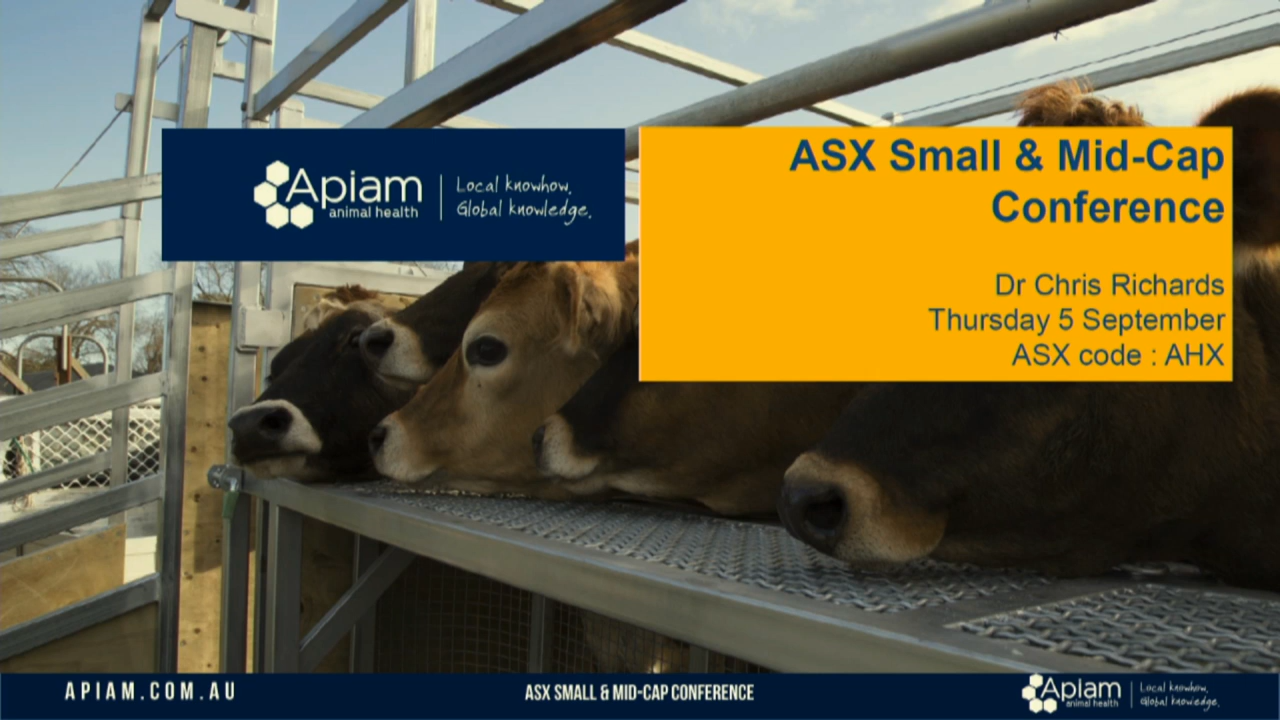 Apiam
animal health
Local knowhow.
Global knowledge.
ASX Small & Mid-Cap
Conference
Dr Chris Richards
Thursday 5 September
ASX code : AHX
APIAM.COM.AU
ASX SMALL & MID-CAP CONFERENCE
Apiam
animal health
Local knowhow.
Global knowledge.